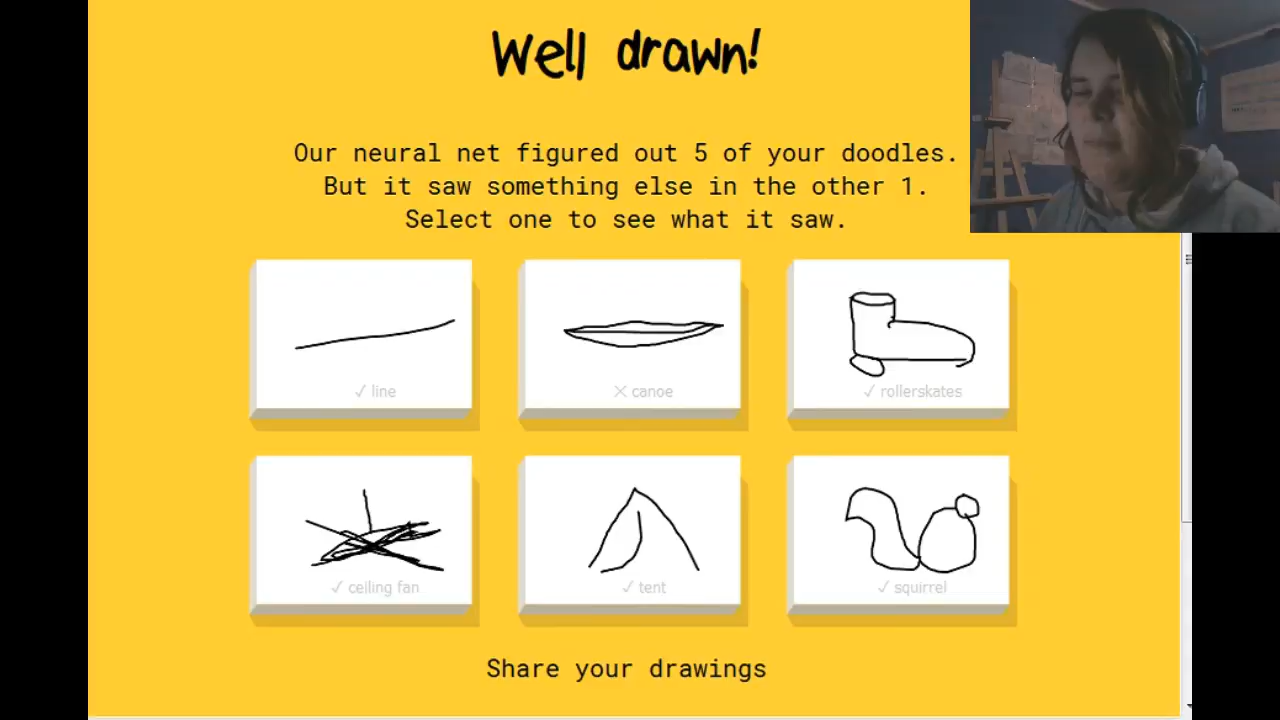 Well drawn!
Our neural net figured out 5 of your doodles.
But it saw something else in the other 1.
Select one to see what it saw.
✓ line
✕ canoe
✓ rollerskates
✓ ceiling fan
✓ tent
✓ squirrel
Share your drawings